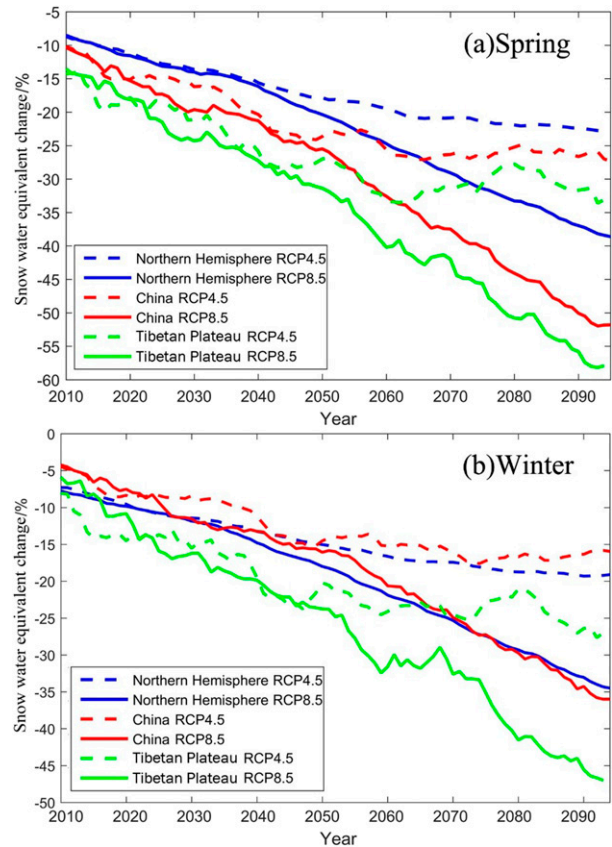 (a)Spring
Snow water equivalent change/%
-5
-10
-15
-20
-25
-30
-35
-40
-45
-50
-55
-60
Northern Hemisphere RCP4.5
Northern Hemisphere RCP8.5
China RCP4.5
China RCP8.5
Tibetan Plateau RCP4.5
Tibetan Plateau RCP8.5
2010 2020 2030 2040 2050 2060 2070 2080 2090
Year
(b)Winter
Snow water equivalent change/%
0
-5
-10
-15
-20
-25
-30
-35
-40
-45
-50
Northern Hemisphere RCP4.5
Northern Hemisphere RCP8.5
China RCP4.5
China RCP8.5
Tibetan Plateau RCP4.5
Tibetan Plateau RCP8.5
2010 2020 2030 2040 2050 2060 2070 2080 2090
Year